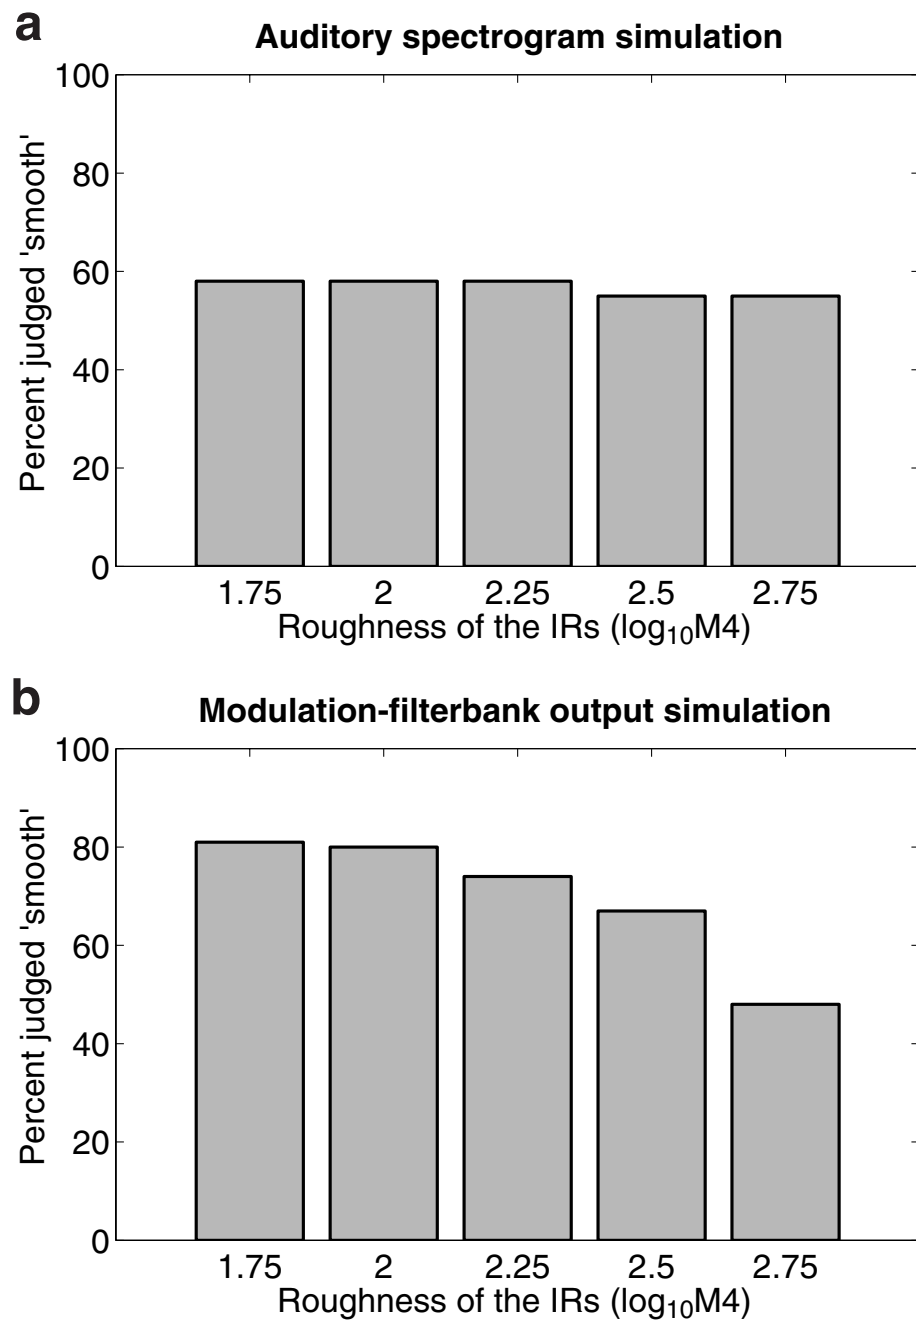 a
Auditory spectrogram simulation
100
80
60
40
20
0
Percent judged 'smooth'
1.75 2 2.25 2.5 2.75
Roughness of the IRs (log₁₀M4)
b
Modulation-filterbank output simulation
100
80
60
40
20
0
Percent judged 'smooth'
1.75 2 2.25 2.5 2.75
Roughness of the IRs (log₁₀M4)